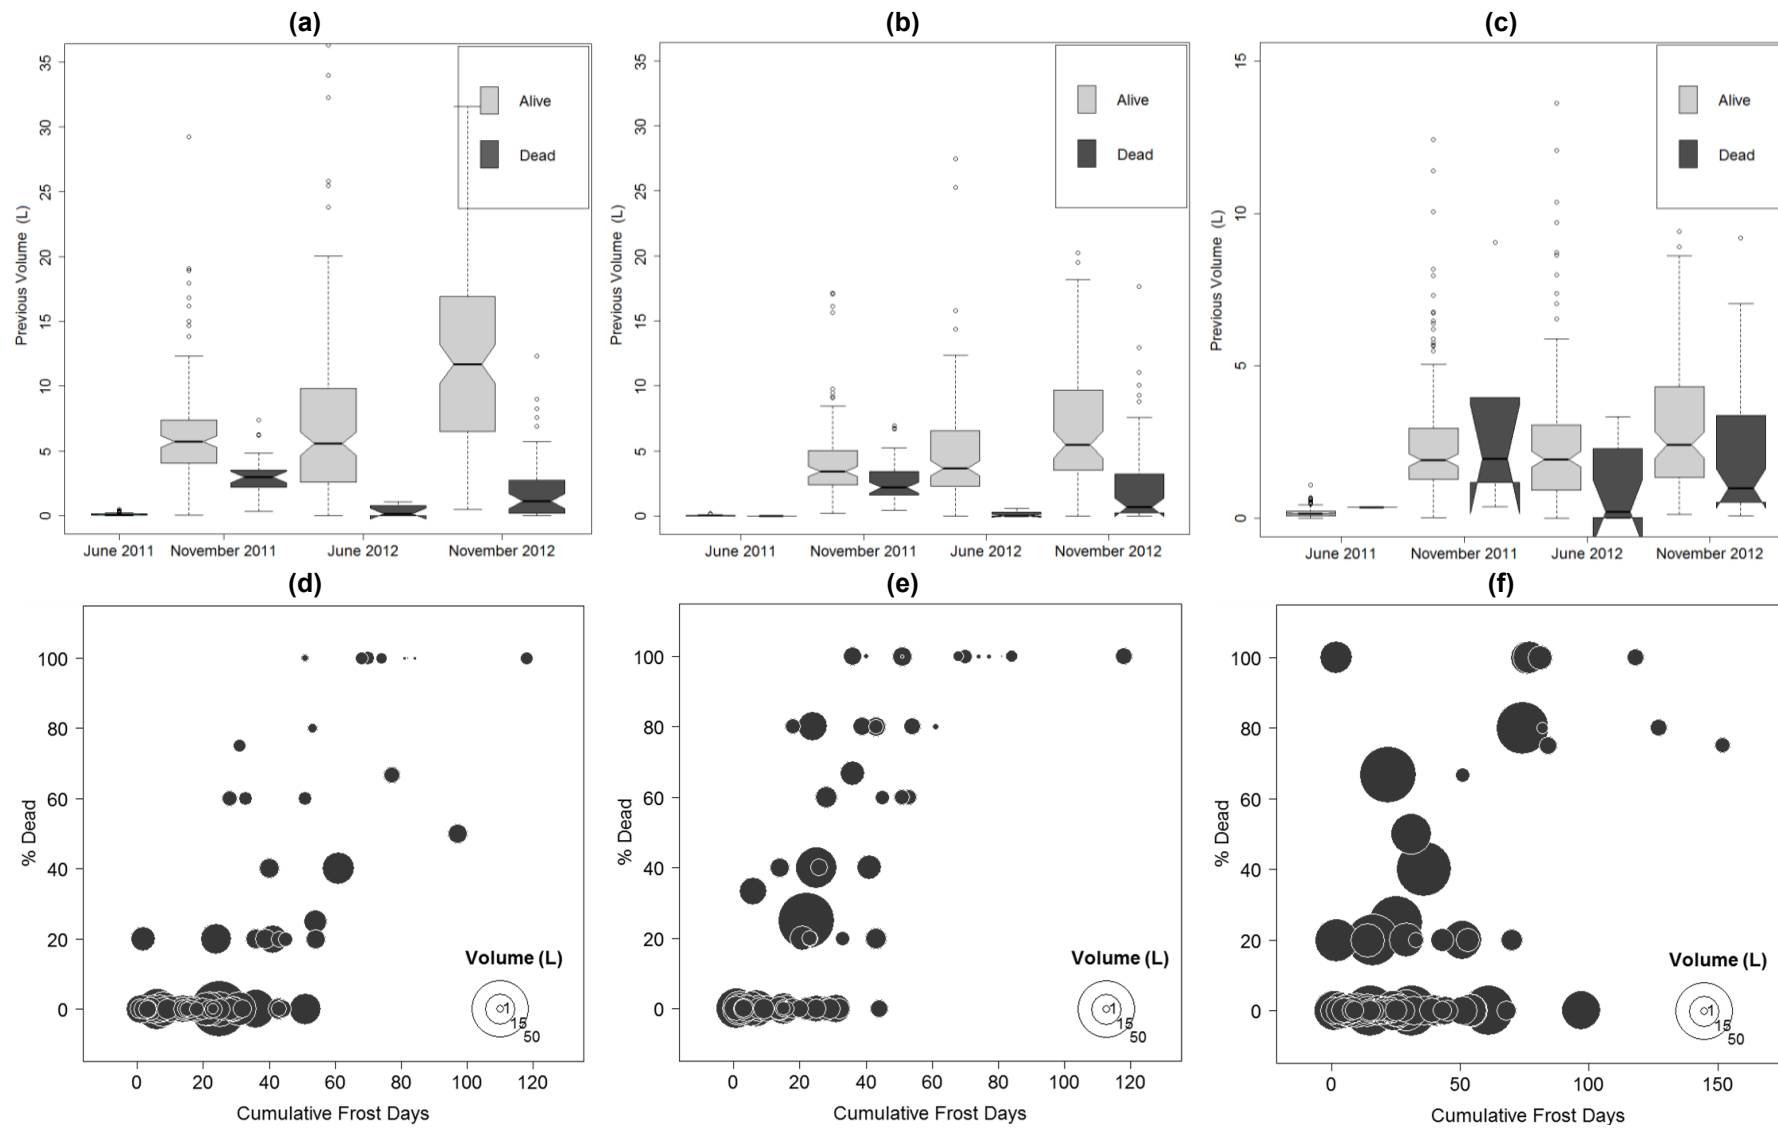 (a)
(b)
(c)
Previous Volume (L)
35
30
25
20
15
10
5
0
Alive
Dead
June 2011
November 2011
June 2012
November 2012
Previous Volume (L)
35
30
25
20
15
10
5
0
Alive
Dead
June 2011
November 2011
June 2012
November 2012
Previous Volume (L)
15
10
5
0
Alive
Dead
June 2011
November 2011
June 2012
November 2012
(d)
(e)
(f)
% Dead
100
80
60
40
20
0
Volume (L)
1
15
50
0 20 40 60 80 100 120
Cumulative Frost Days
% Dead
100
80
60
40
20
0
Volume (L)
1
15
50
0 20 40 60 80 100 120
Cumulative Frost Days
% Dead
100
80
60
40
20
0
Volume (L)
1
15
50
0 50 100 150
Cumulative Frost Days